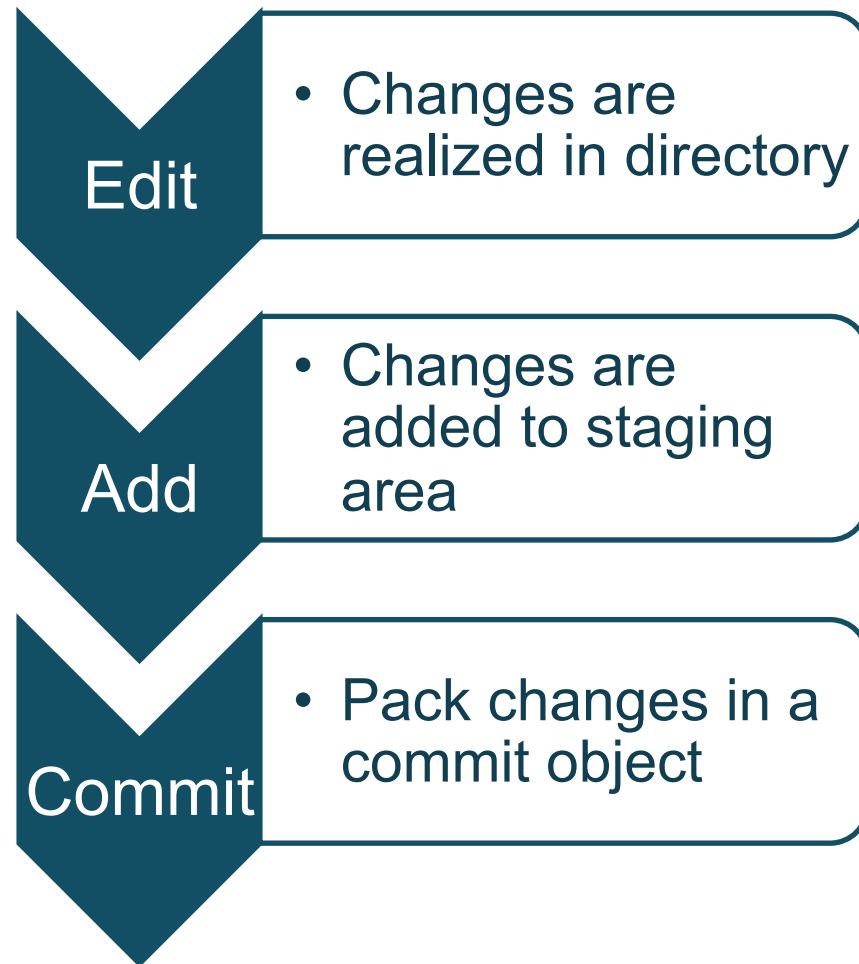 Edit
• Changes are
realized in directory
Add
• Changes are
added to staging
area
Commit
• Pack changes in a
commit object